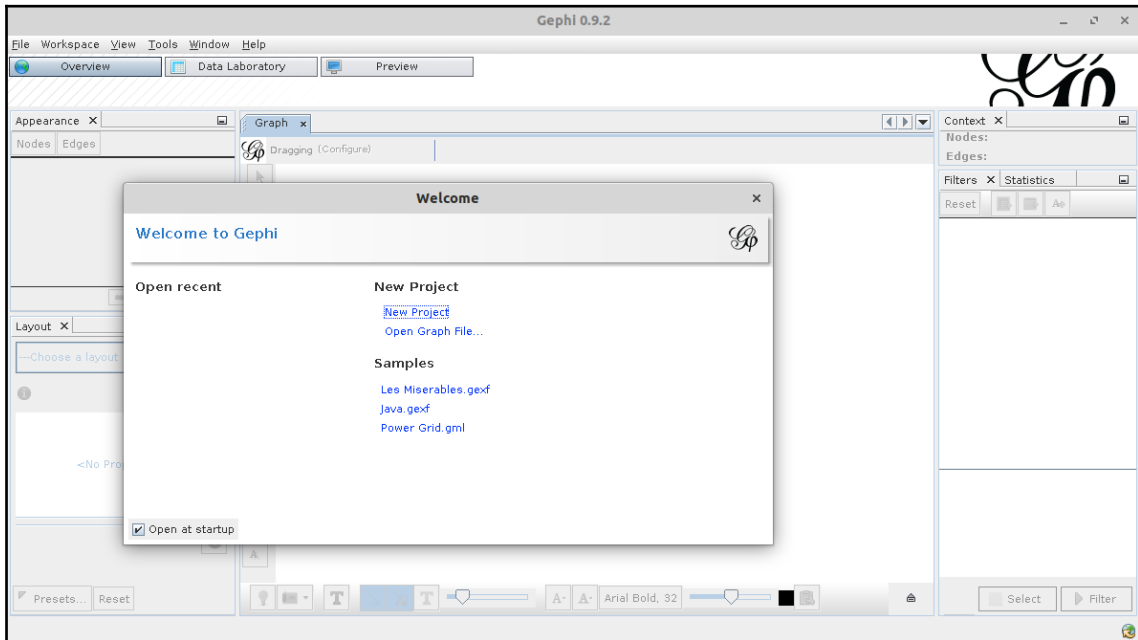 Gephi 0.9.2
File Workspace View Tools Window Help
Overview Data Laboratory Preview
Appearance
Nodes Edges
Graph
Dragging (Configure)
Context
Nodes:
Edges:
Filters Statistics
Reset
Welcome
Welcome to Gephi
Open recent
New Project
New Project
Open Graph File...
Samples
Les Miserables.gexf
Java.gexf
Power Grid.gml
Open at startup
Layout
---Choose a layout
<No Pro
Presets... Reset
T T A- A- Arial Bold, 32
Select Filter